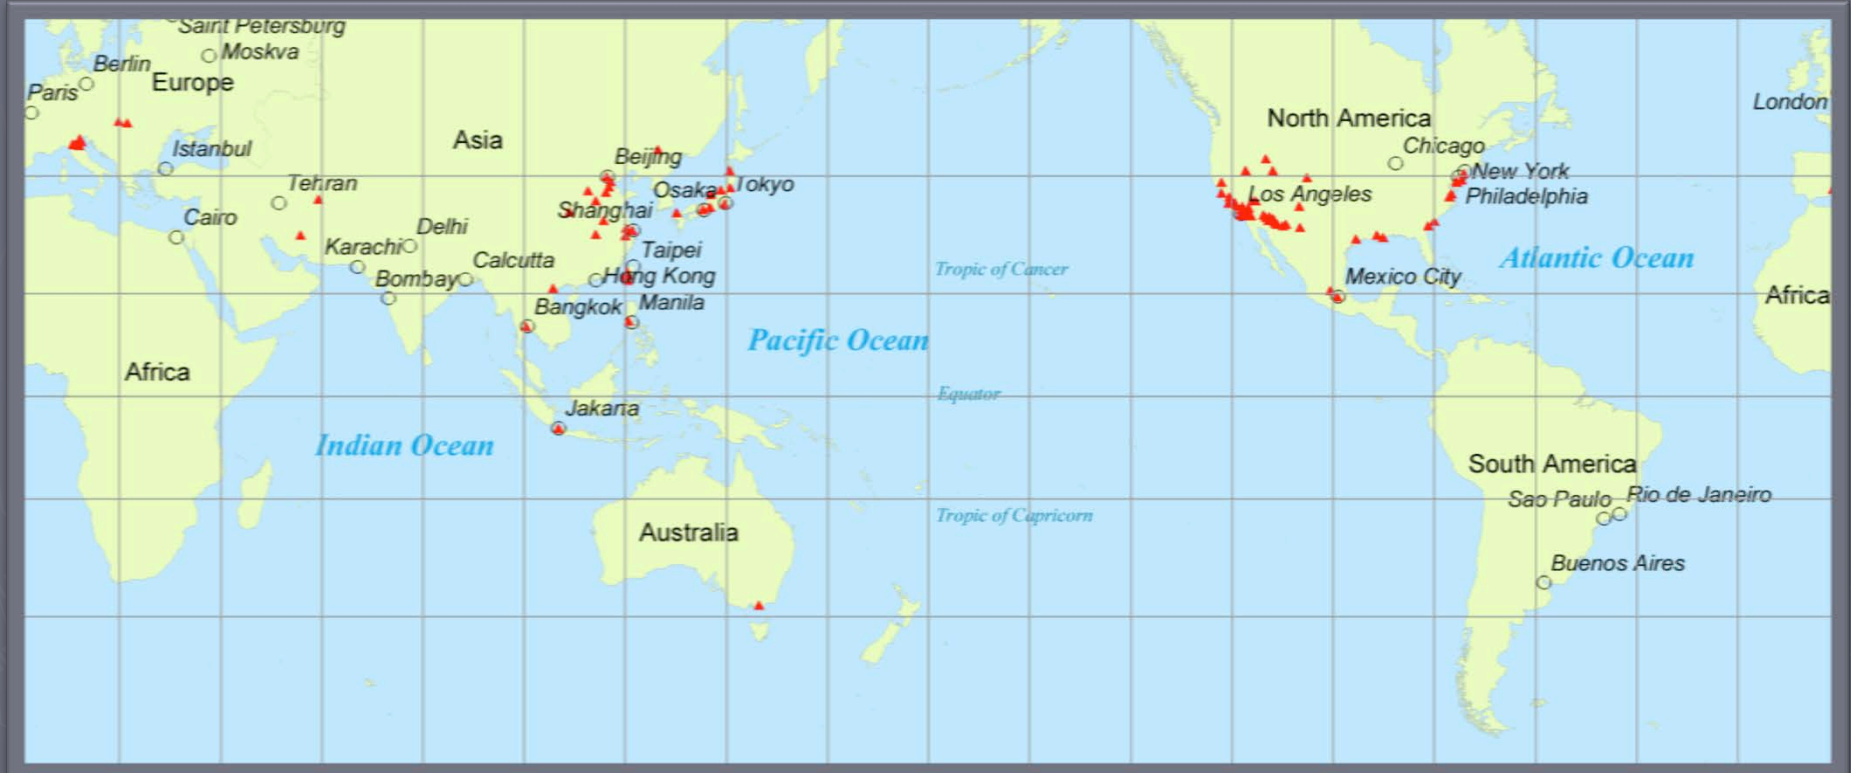 Saint Petersburg
Moskva
Berlin
Europe
Paris
London
North America
Asia
Chicago
Istanbul
Beijing
New York
Tehran
Osaka
Tokyo
Los Angeles
Philadelphia
Shanghai
Cairo
Delhi
Karachi
Taipei
Calcutta
Atlantic Ocean
Tropic of Cancer
Bombay
Hong Kong
Mexico City
Africa
Bangkok
Manila
Pacific Ocean
Africa
Equator
Jakarta
Indian Ocean
South America
Sao Paulo
Rio de Janeiro
Tropic of Capricorn
Australia
Buenos Aires